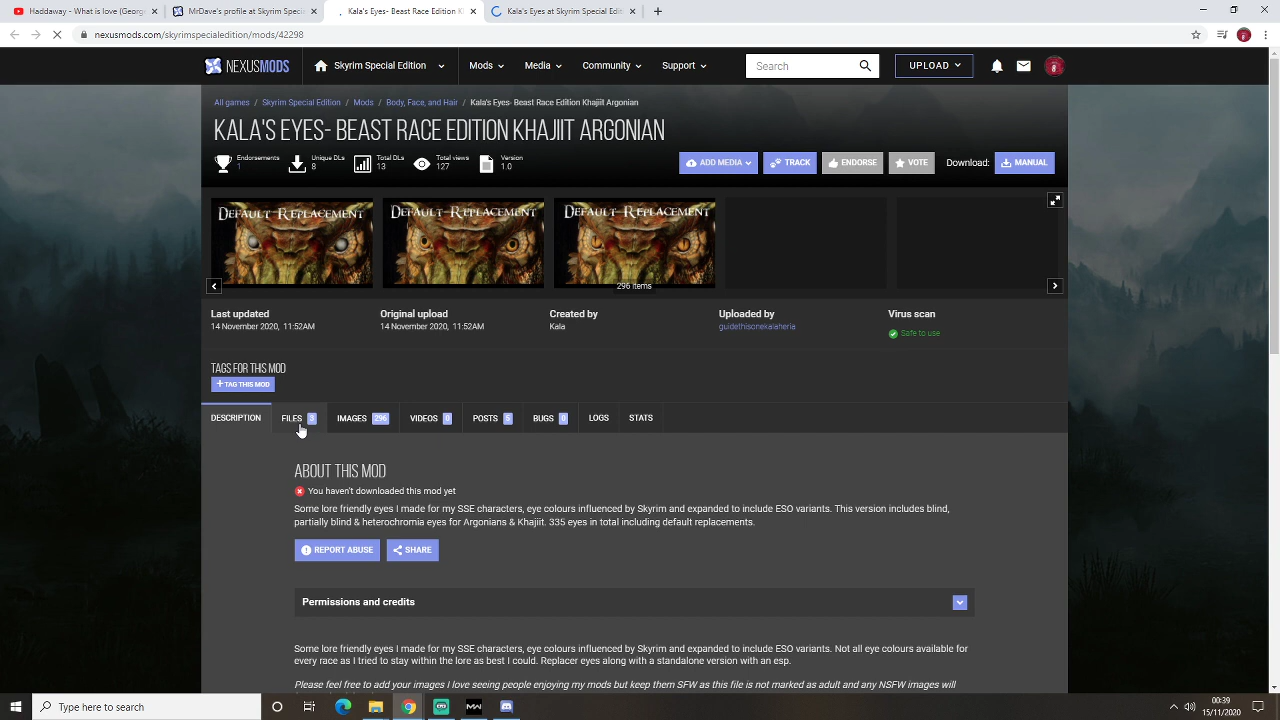 Haddaway - What Is Love (George
MxReversa's videos at Skyrim Spec
Kala's Eyes - Beast Race Edition K
Kala's Eyes - Beast Race Edition K
nexusmods.com/skyrimspecialedition/mods/42298
NEXUSMODS
Skyrim Special Edition
Mods
Media
Community
Support
Search
UPLOAD
All games / Skyrim Special Edition / Mods / Body, Face, and Hair / Kala's Eyes- Beast Race Edition Khajiit Argonian
KALA'S EYES- BEAST RACE EDITION KHAJIIT ARGONIAN
Endorsements
1
Unique DLs
8
Total DLs
13
Total views
127
Version
1.0
ADD MEDIA
TRACK
ENDORSE
VOTE
Download:
MANUAL
DEFAULT REPLACEMENT
DEFAULT REPLACEMENT
DEFAULT REPLACEMENT
296 items
Last updated
14 November 2020, 11:52AM
Original upload
14 November 2020, 11:52AM
Created by
Kala
Uploaded by
guidethisonekalaheria
Virus scan
Safe to use
TAGS FOR THIS MOD
+ TAG THIS MOD
DESCRIPTION
FILES 3
IMAGES 296
VIDEOS 0
POSTS 5
BUGS 0
LOGS
STATS
ABOUT THIS MOD
You haven't downloaded this mod yet
Some lore friendly eyes I made for my SSE characters, eye colours influenced by Skyrim and expanded to include ESO variants. This version includes blind,
partially blind & heterochromia eyes for Argonians & Khajiit. 335 eyes in total including default replacements.
REPORT ABUSE
SHARE
Permissions and credits
Some lore friendly eyes I made for my SSE characters, eye colours influenced by Skyrim and expanded to include ESO variants. Not all eye colours available for
every race as I tried to stay within the lore as best I could. Replacer eyes along with a standalone version with an esp.
Please feel free to add your images I love seeing people enjoying my mods but keep them SFW as this file is not marked as adult and any NSFW images will
Type here to search
00:39
15/11/2020